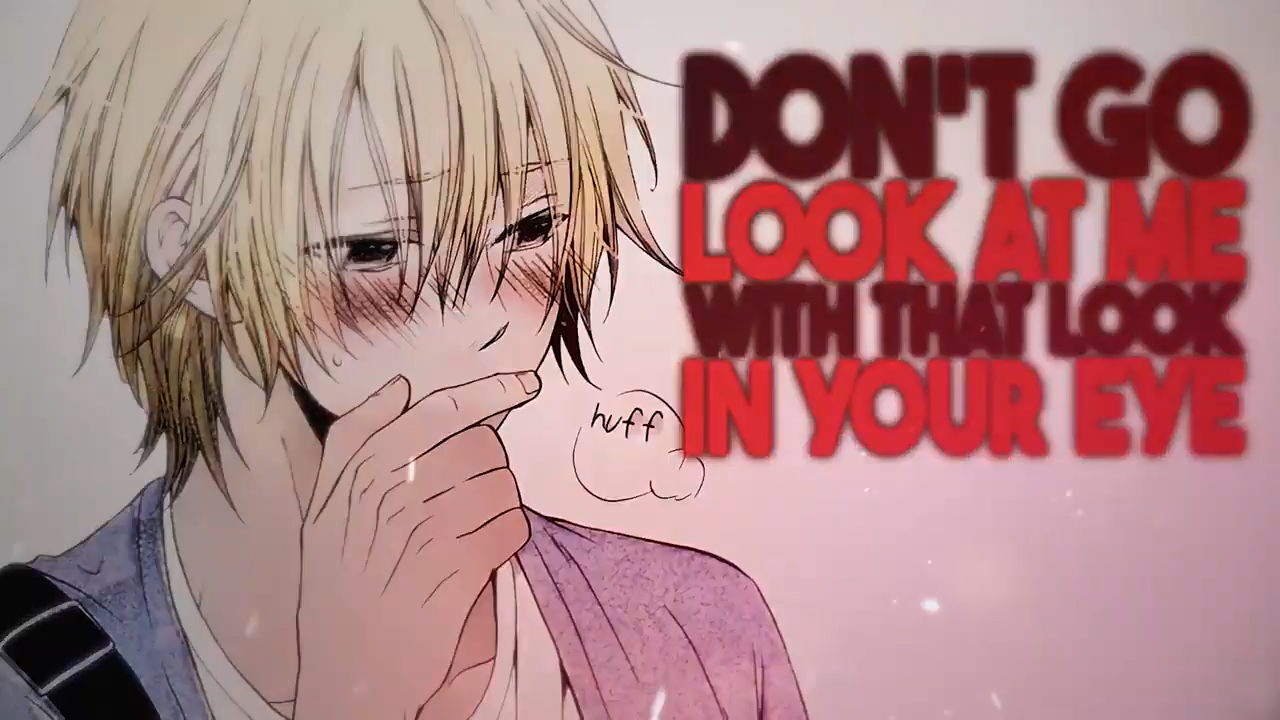 DON'T GO
LOOK AT ME
WITH THAT LOOK
IN YOUR EYE
huff